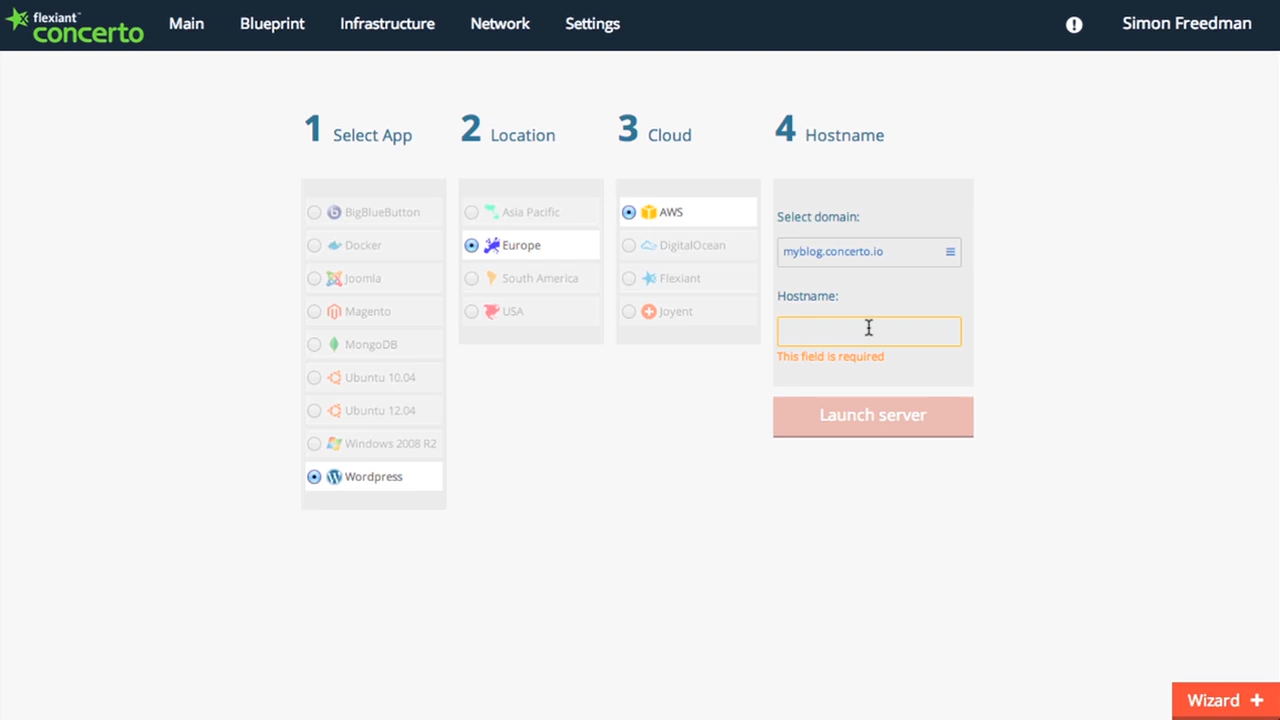 flexiant™
concerto
Main
Blueprint
Infrastructure
Network
Settings
Simon Freedman
1 Select App
BigBlueButton
Docker
Joomla
Magento
MongoDB
Ubuntu 10.04
Ubuntu 12.04
Windows 2008 R2
Wordpress
2 Location
Asia Pacific
Europe
South America
USA
3 Cloud
AWS
DigitalOcean
Flexiant
Joyent
4 Hostname
Select domain:
myblog.concerto.io
Hostname:
This field is required
Launch server
Wizard +